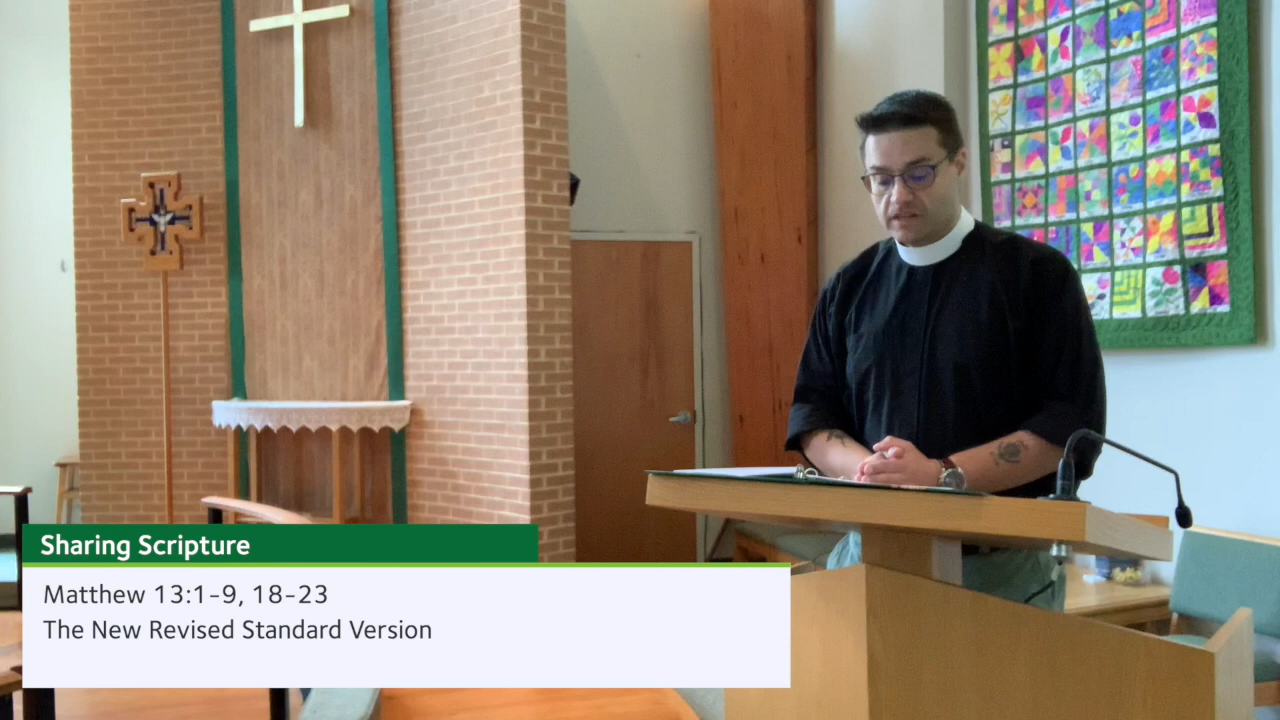 Sharing Scripture
Matthew 13:1-9, 18-23
The New Revised Standard Version